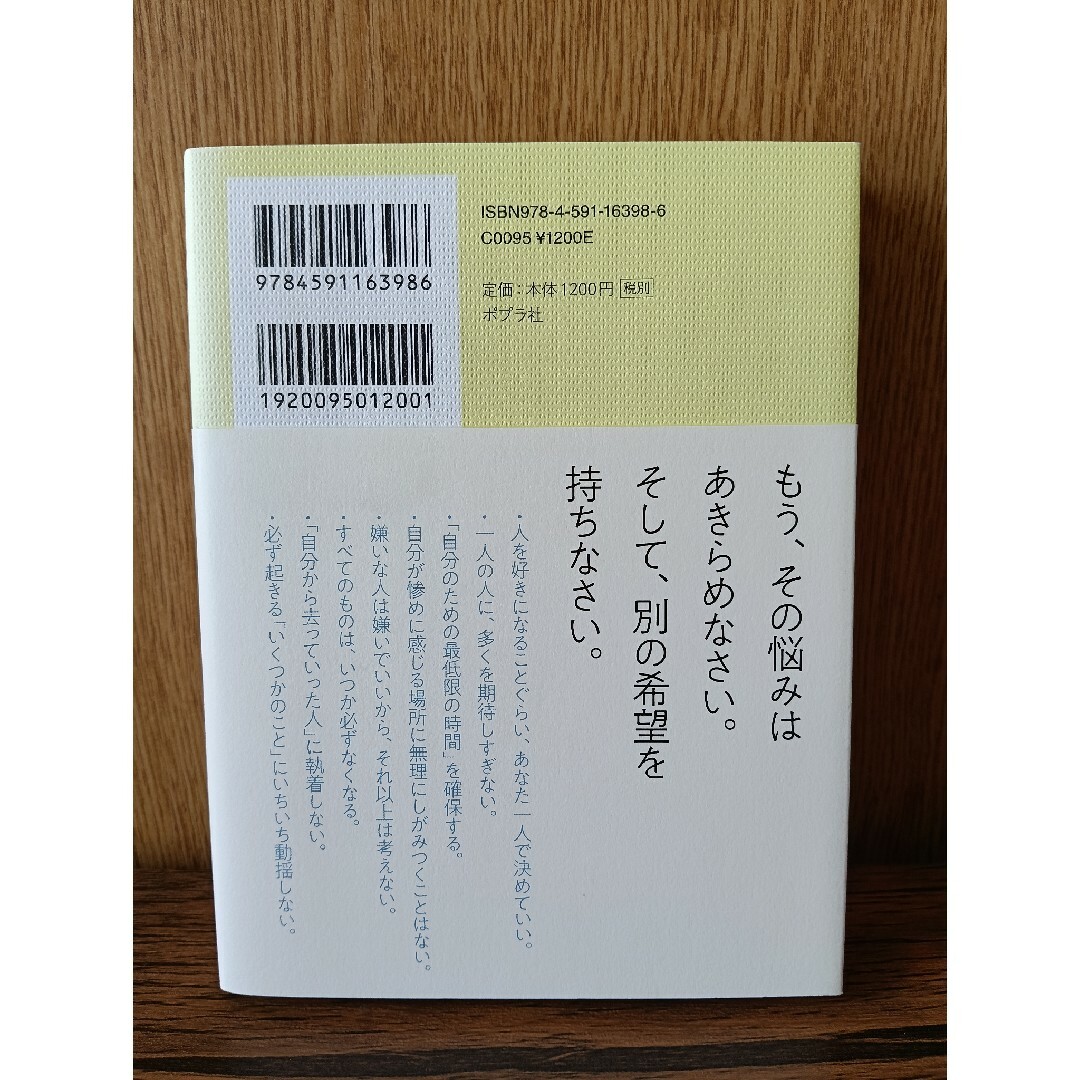 9784591163986
1920095012001
ISBN978-4-591-16398-6
C0095 ¥1200E
定価：本体1200円 税別
ポプラ社
もう、その悩みは
あきらめなさい。
そして、別の希望を
持ちなさい。
・人を好きになることぐらい、あなた一人で決めていい。
・一人の人に、多くを期待しすぎない。
・「自分のための最低限の時間」を確保する。
・自分が惨めに感じる場所に無理にしがみつくことはない。
・嫌いな人は嫌いでいいから、それ以上は考えない。
・すべてのものは、いつか必ずなくなる。
・「自分から去っていった人」に執着しない。
・必ず起きる「いくつかのこと」にいちいち動揺しない。